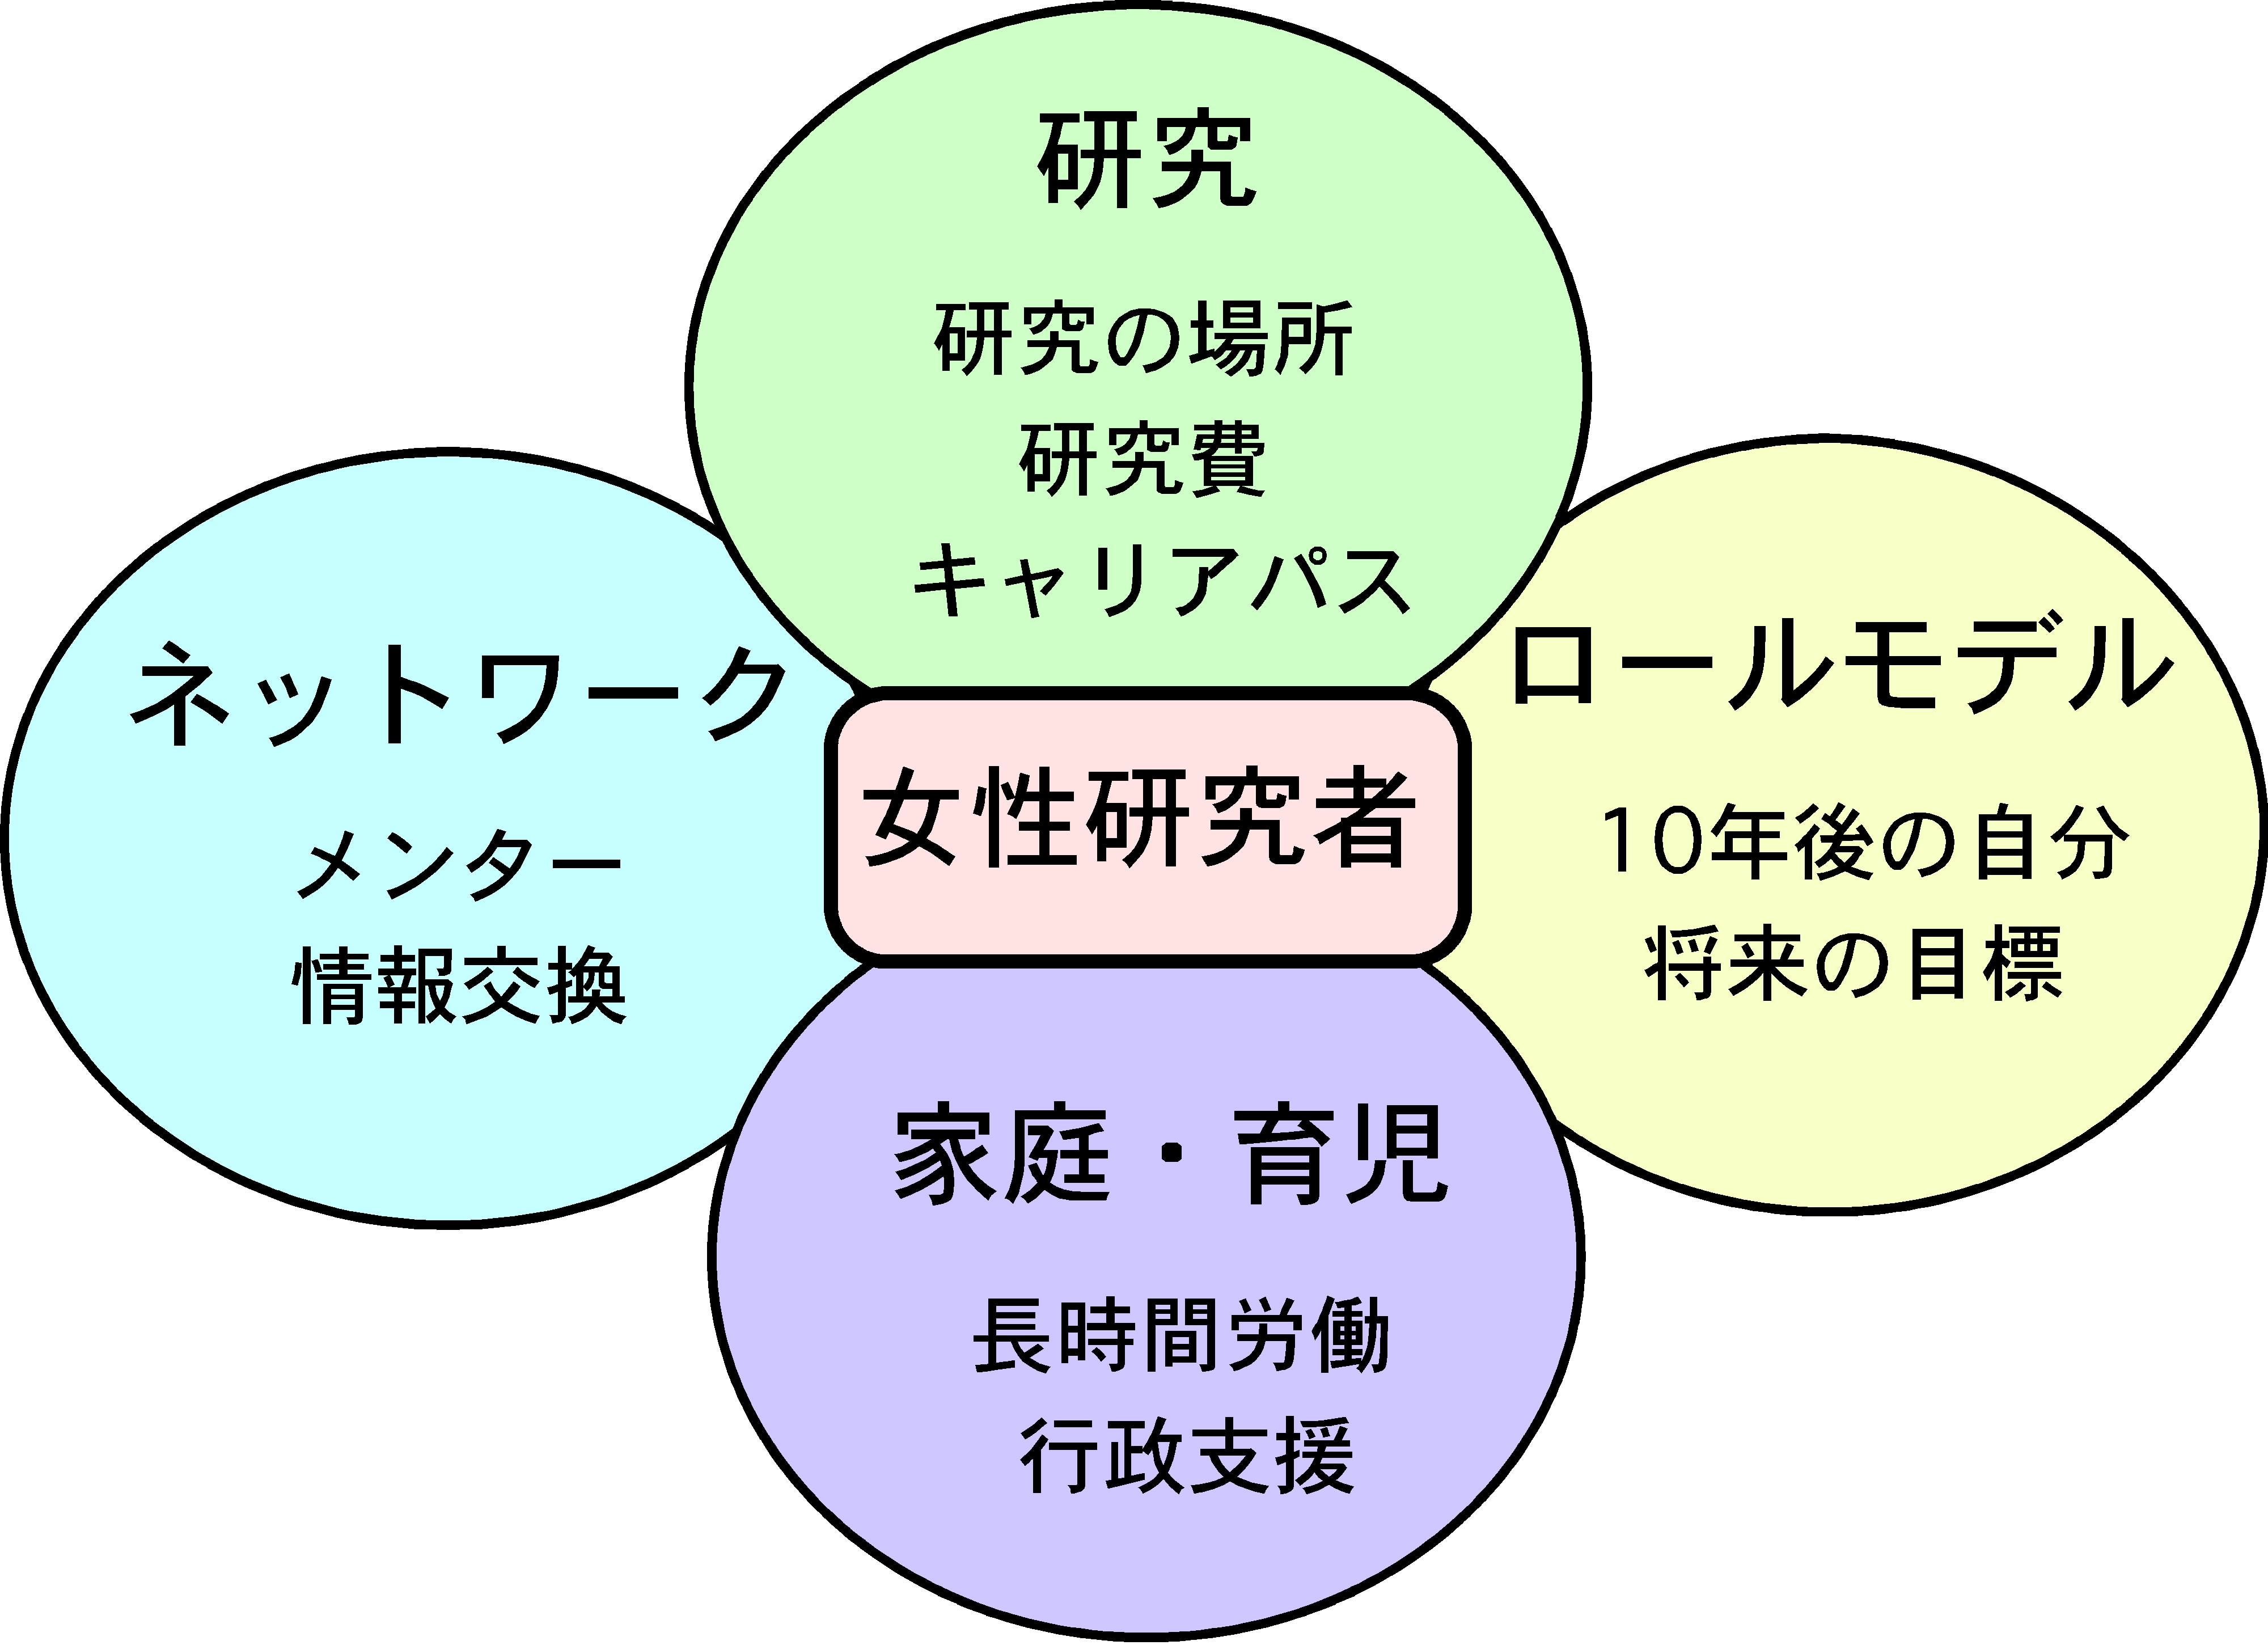 研究
研究の場所
研究費
キャリアパス
ネットワーク
メンター
情報交換
女性研究者
ロールモデル
10年後の自分
将来の目標
家庭・育児
長時間労働
行政支援